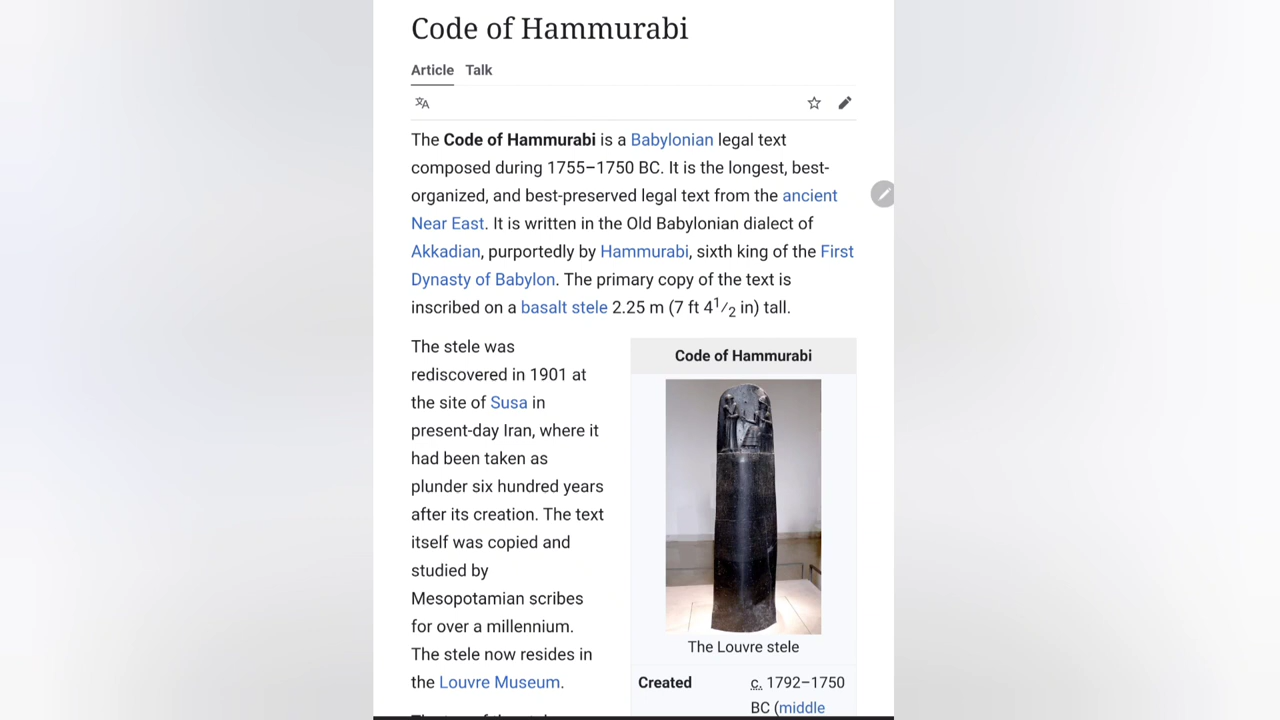 Code of Hammurabi
Article Talk
The Code of Hammurabi is a Babylonian legal text
composed during 1755–1750 BC. It is the longest, best-
organized, and best-preserved legal text from the ancient
Near East. It is written in the Old Babylonian dialect of
Akkadian, purportedly by Hammurabi, sixth king of the First
Dynasty of Babylon. The primary copy of the text is
inscribed on a basalt stele 2.25 m (7 ft 4 1⁄2 in) tall.
The stele was
rediscovered in 1901 at
the site of Susa in
present-day Iran, where it
had been taken as
plunder six hundred years
after its creation. The text
itself was copied and
studied by
Mesopotamian scribes
for over a millennium.
The stele now resides in
the Louvre Museum.
Code of Hammurabi
The Louvre stele
Created c. 1792–1750
BC (middle